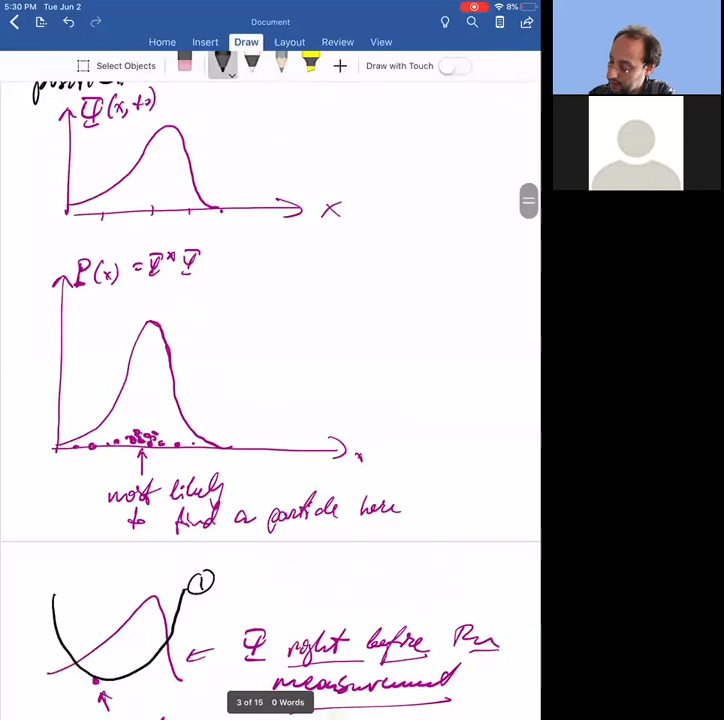 5:30 PM Tue Jun 2
8%
Document
Home Insert Draw Layout Review View
Select Objects
Draw with Touch
Ψ(x, t₀)
x
P(x) = Ψ* Ψ
x
most likely
to find a particle here
1
Ψ right before
measurement
3 of 15 0 Words